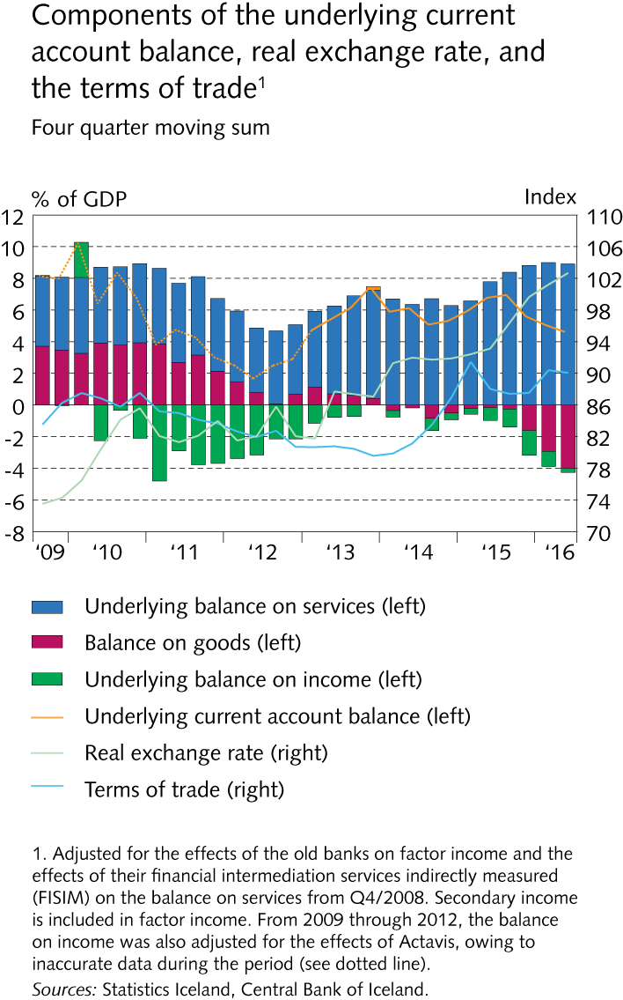 Components of the underlying current
account balance, real exchange rate, and
the terms of trade¹
Four quarter moving sum
% of GDP
Index
12
10
8
6
4
2
0
-2
-4
-6
-8
110
106
102
98
94
90
86
82
78
74
70
‘09 ‘10 ‘11 ‘12 ‘13 ‘14 ‘15 ‘16
Underlying balance on services (left)
Balance on goods (left)
Underlying balance on income (left)
Underlying current account balance (left)
Real exchange rate (right)
Terms of trade (right)
1. Adjusted for the effects of the old banks on factor income and the
effects of their financial intermediation services indirectly measured
(FISIM) on the balance on services from Q4/2008. Secondary income
is included in factor income. From 2009 through 2012, the balance
on income was also adjusted for the effects of Actavis, owing to
inaccurate data during the period (see dotted line).
Sources: Statistics Iceland, Central Bank of Iceland.